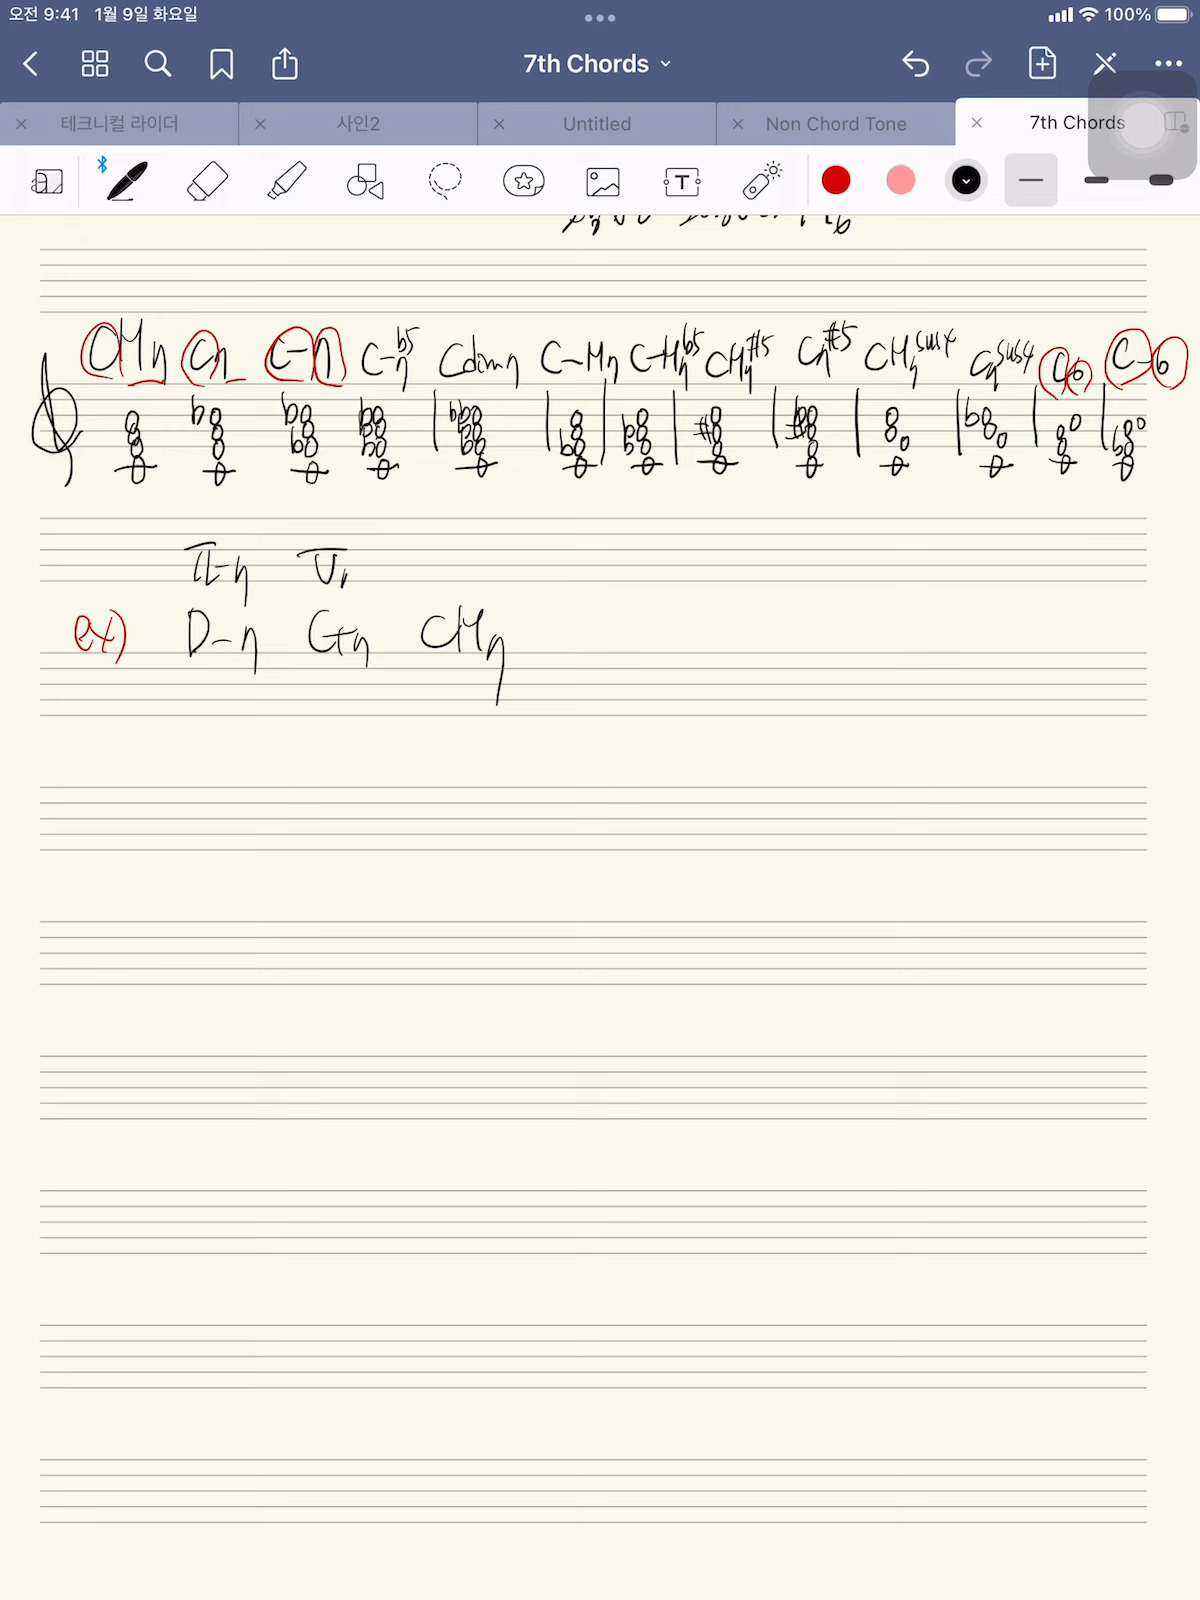 오전 9:41 1월 9일 화요일 100%
7th Chords
테크니컬 라이더 사인2 Untitled Non Chord Tone 7th Chords
CM7 C7 C-7 C-7b5 Cdim7 C-M7 C-M7b5 CM7#5 C7#5 CM7sus4 C7sus4 C6 C-6
II-7 V7
ex) D-7 G7 CM7